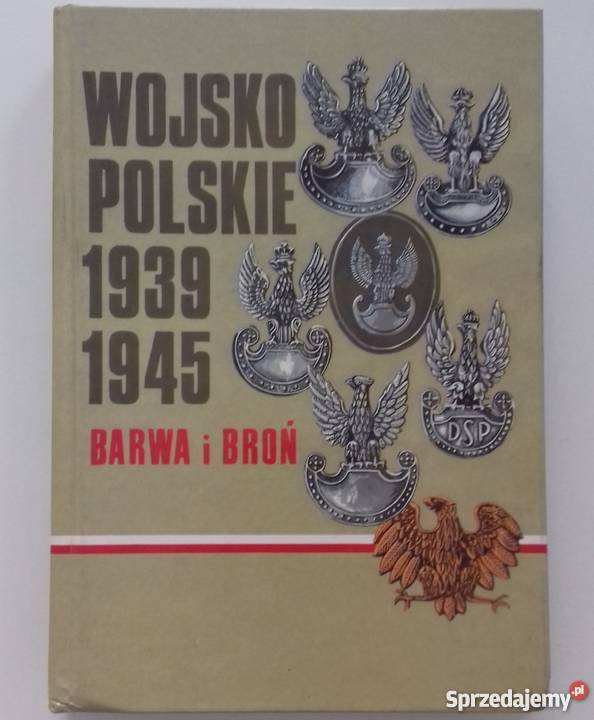 WOJSKO
POLSKIE
1939
1945
BARWA i BROŃ
DSP
Sprzedajemy.pl